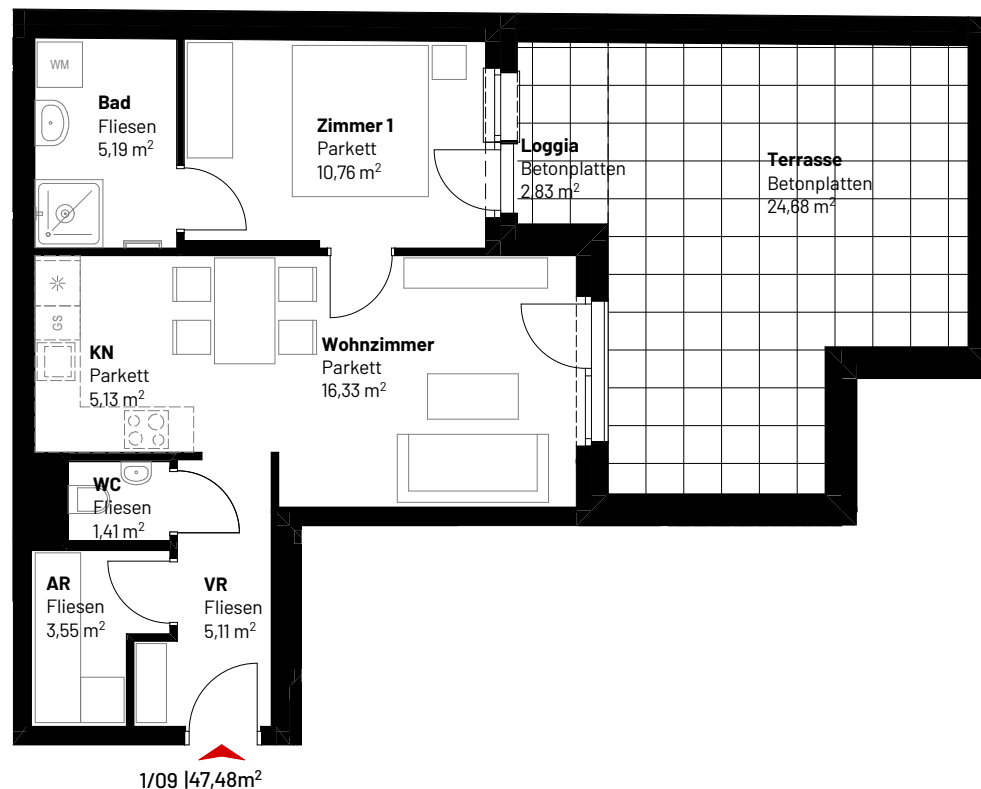 WM
Bad
Fliesen
5,19 m²
Zimmer 1
Parkett
10,76 m²
Loggia
Betonplatten
2,83 m²
Terrasse
Betonplatten
24,68 m²
GS
KN
Parkett
5,13 m²
Wohnzimmer
Parkett
16,33 m²
WC
Fliesen
1,41 m²
AR
Fliesen
3,55 m²
VR
Fliesen
5,11 m²
1/09 |47,48m²